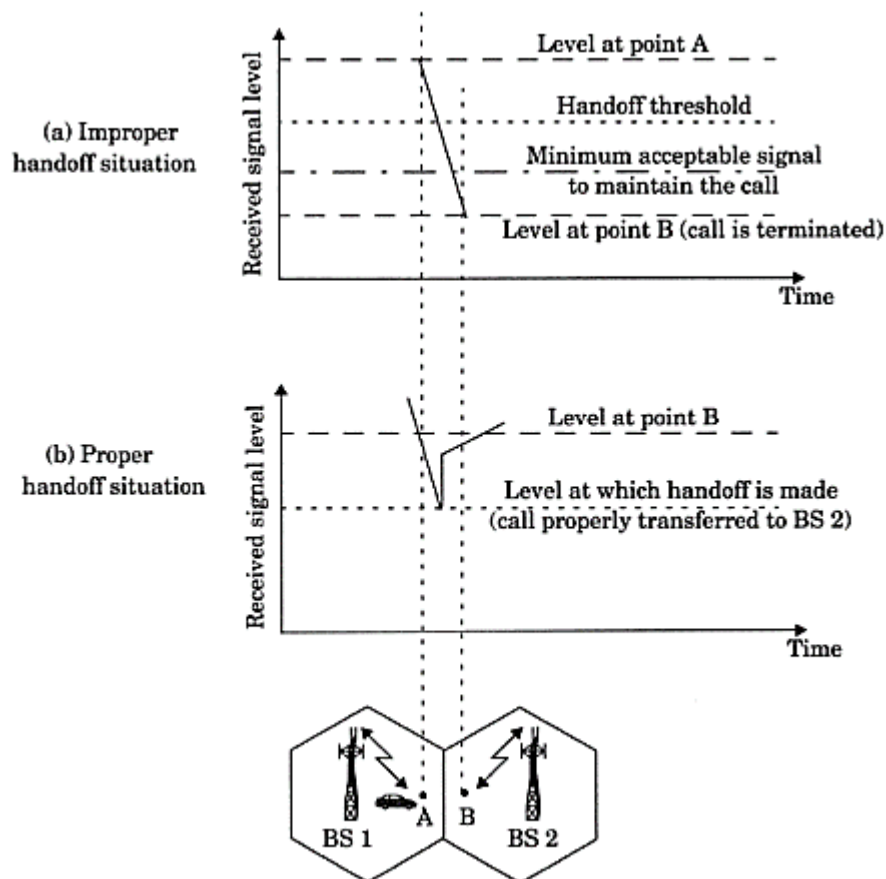 Level at point A
Handoff threshold
(a) Improper
handoff situation
Received signal level
Minimum acceptable signal
to maintain the call
Level at point B (call is terminated)
Time
Level at point B
(b) Proper
handoff situation
Received signal level
Level at which handoff is made
(call properly transferred to BS 2)
Time
BS 1
A
B
BS 2